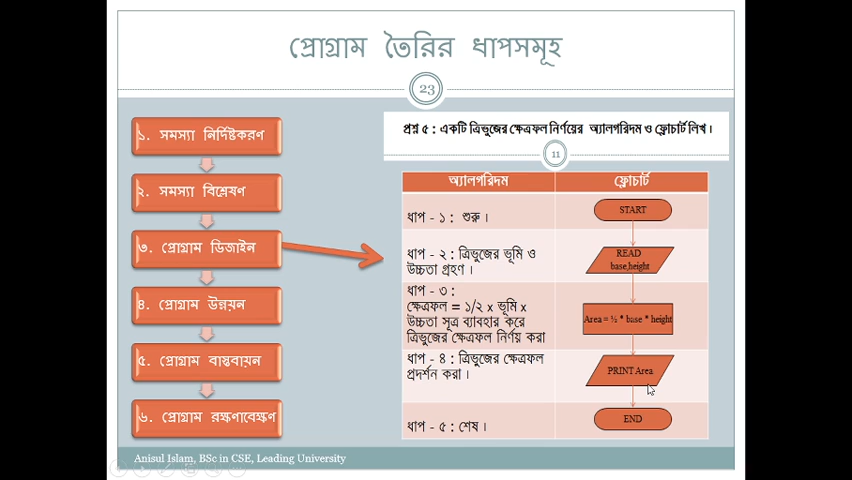 প্রোগ্রাম তৈরির ধাপসমূহ
23
১. সমস্যা নির্দিষ্টকরণ
২. সমস্যা বিশ্লেষণ
৩. প্রোগ্রাম ডিজাইন
৪. প্রোগ্রাম উন্নয়ন
৫. প্রোগ্রাম বাস্তবায়ন
৬. প্রোগ্রাম রক্ষণাবেক্ষণ
প্রশ্ন ৫ : একটি ত্রিভুজের ক্ষেত্রফল নির্ণয়ের অ্যালগরিদম ও ফ্লোচার্ট লিখ।
11
অ্যালগরিদম ফ্লোচার্ট
ধাপ - ১ : শুরু।
START
ধাপ - ২ : ত্রিভুজের ভূমি ও
উচ্চতা গ্রহণ।
READ
base,height
ধাপ - ৩ :
ক্ষেত্রফল = ১/২ x ভূমি x
উচ্চতা সূত্র ব্যাবহার করে
ত্রিভুজের ক্ষেত্রফল নির্ণয় করা
Area = ½ * base * height
ধাপ - ৪ : ত্রিভুজের ক্ষেত্রফল
প্রদর্শন করা।
PRINT Area
ধাপ - ৫ : শেষ।
END
Anisul Islam, BSc in CSE, Leading University